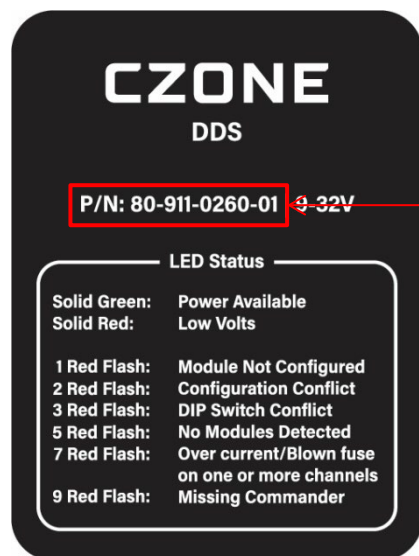 CZONE
DDS
P/N: 80-911-0260-01 9-32V
LED Status
Solid Green: Power Available
Solid Red: Low Volts
1 Red Flash: Module Not Configured
2 Red Flash: Configuration Conflict
3 Red Flash: DIP Switch Conflict
5 Red Flash: No Modules Detected
7 Red Flash: Over current/Blown fuse
on one or more channels
9 Red Flash: Missing Commander